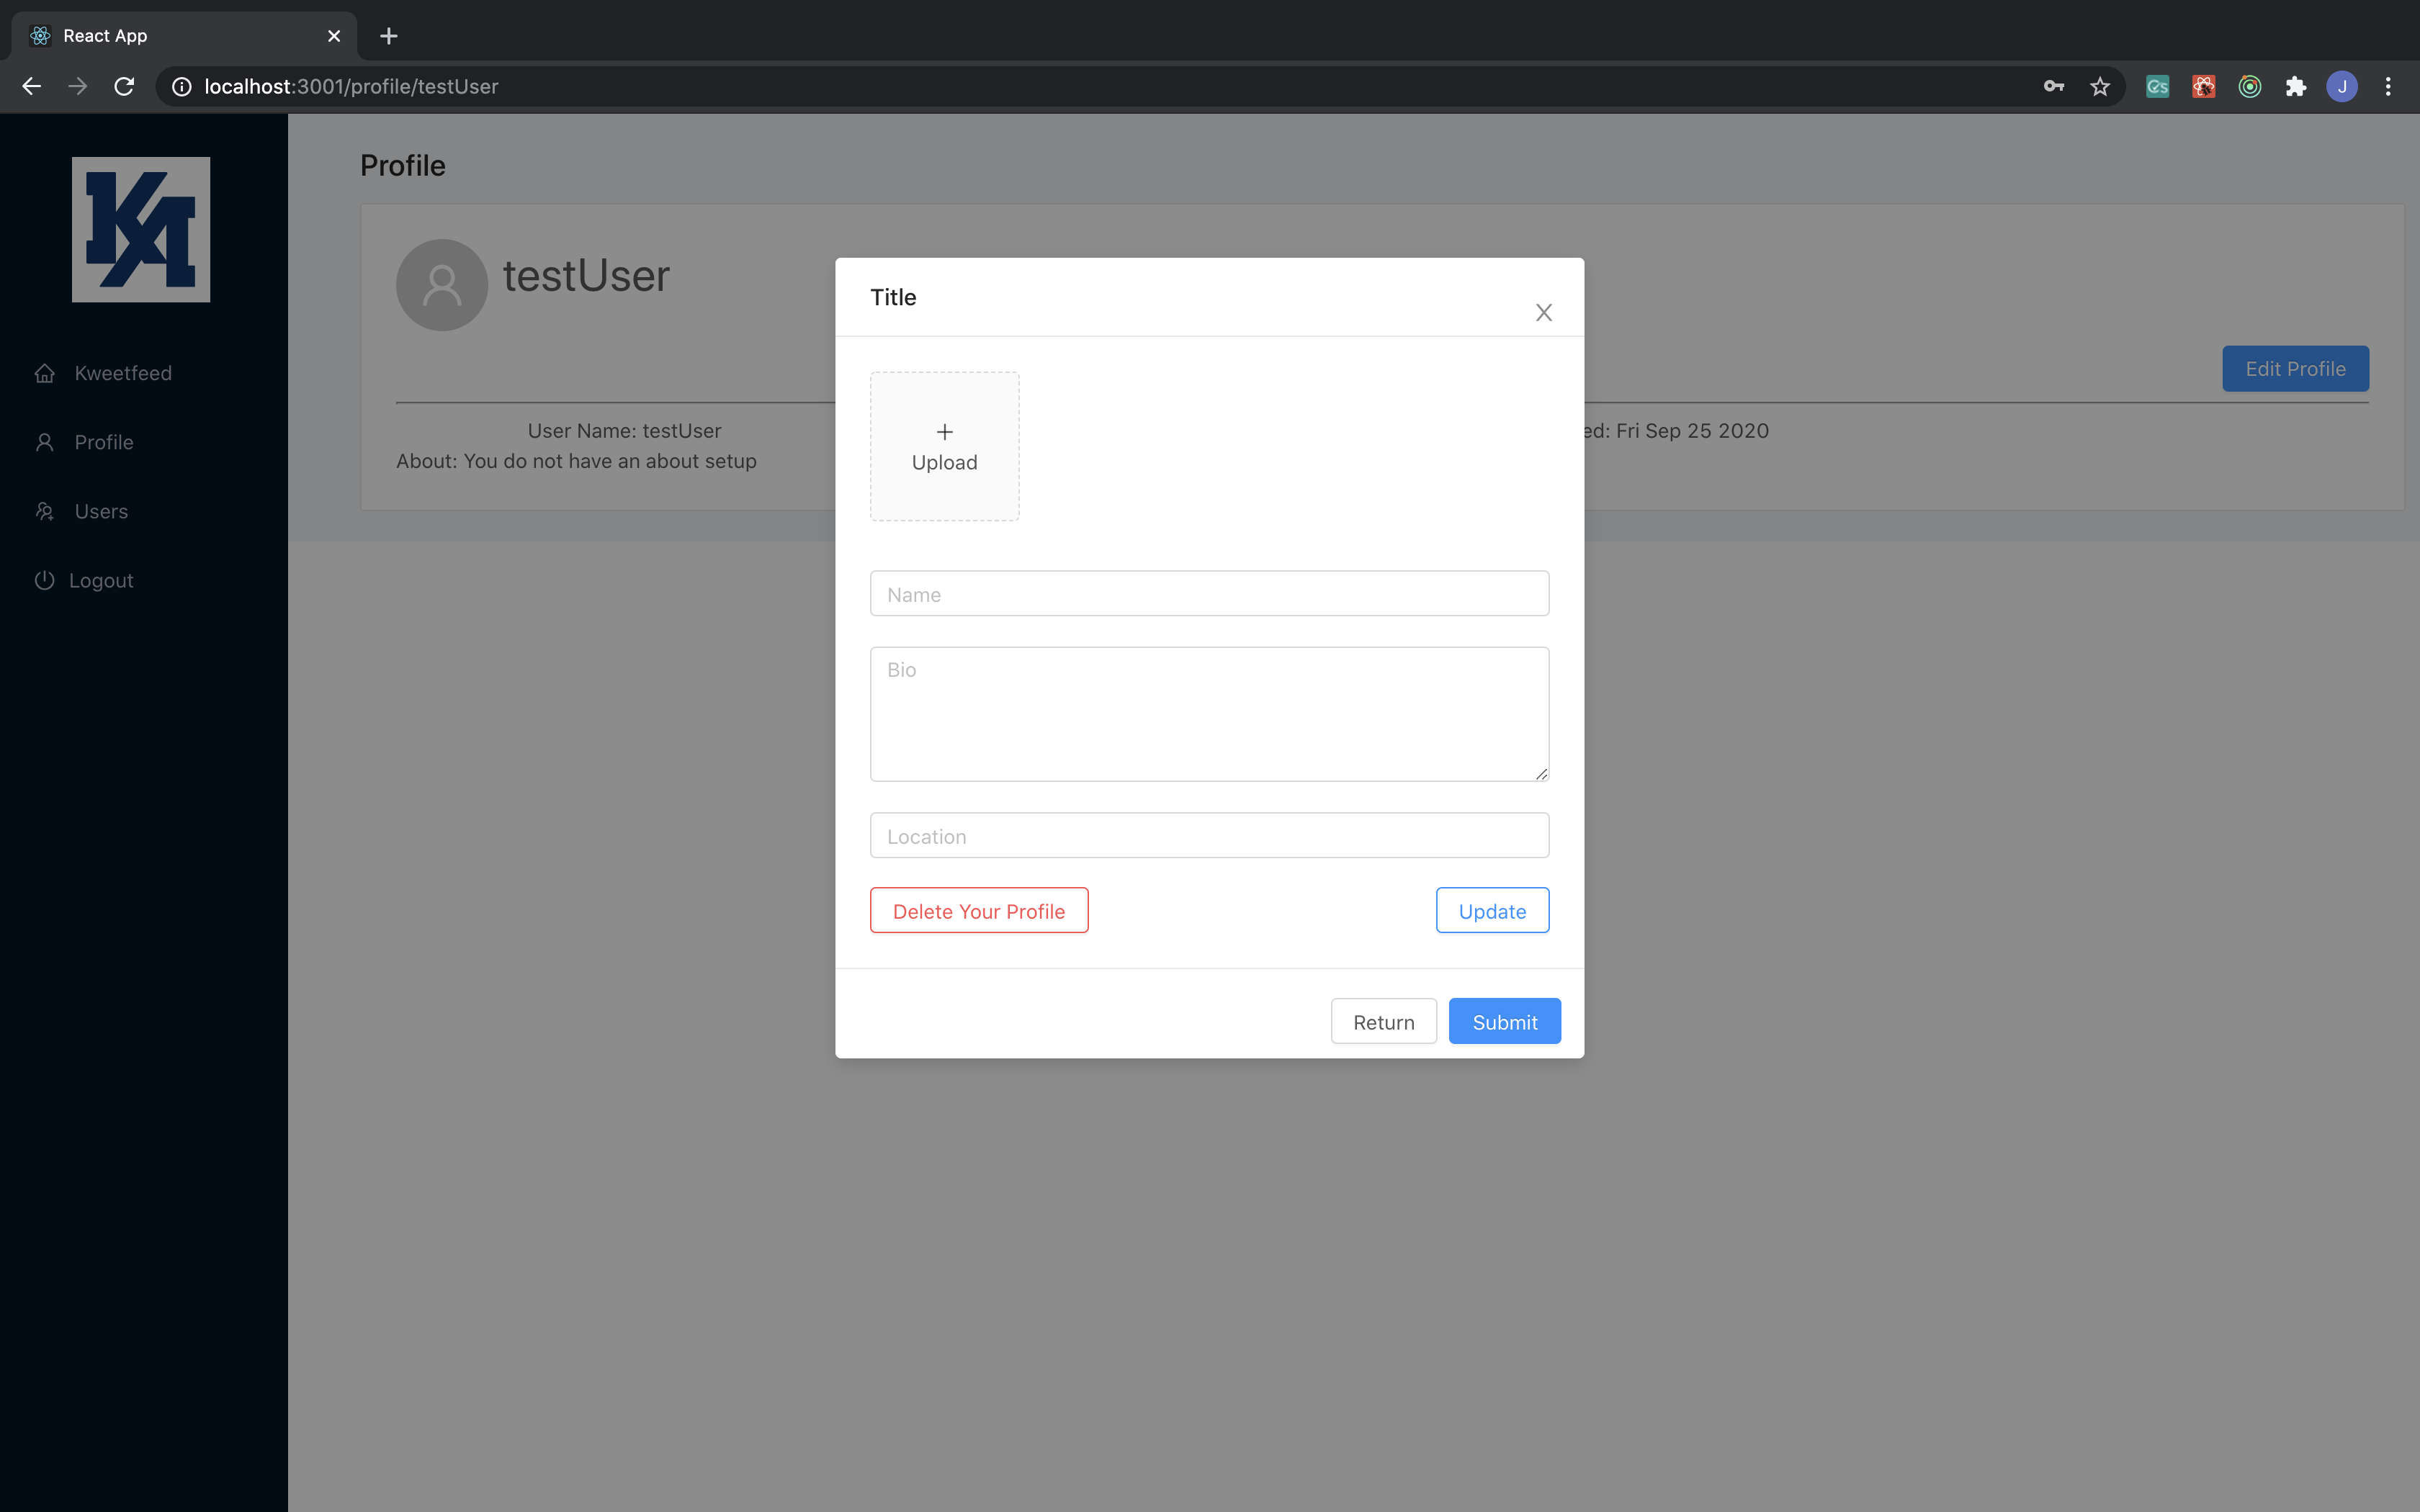 React App
localhost:3001/profile/testUser
J
KA
Kweetfeed
Profile
Users
Logout
Profile
testUser
Edit Profile
User Name: testUser
ed: Fri Sep 25 2020
About: You do not have an about setup
Title
Upload
Name
Bio
Location
Delete Your Profile
Update
Return
Submit